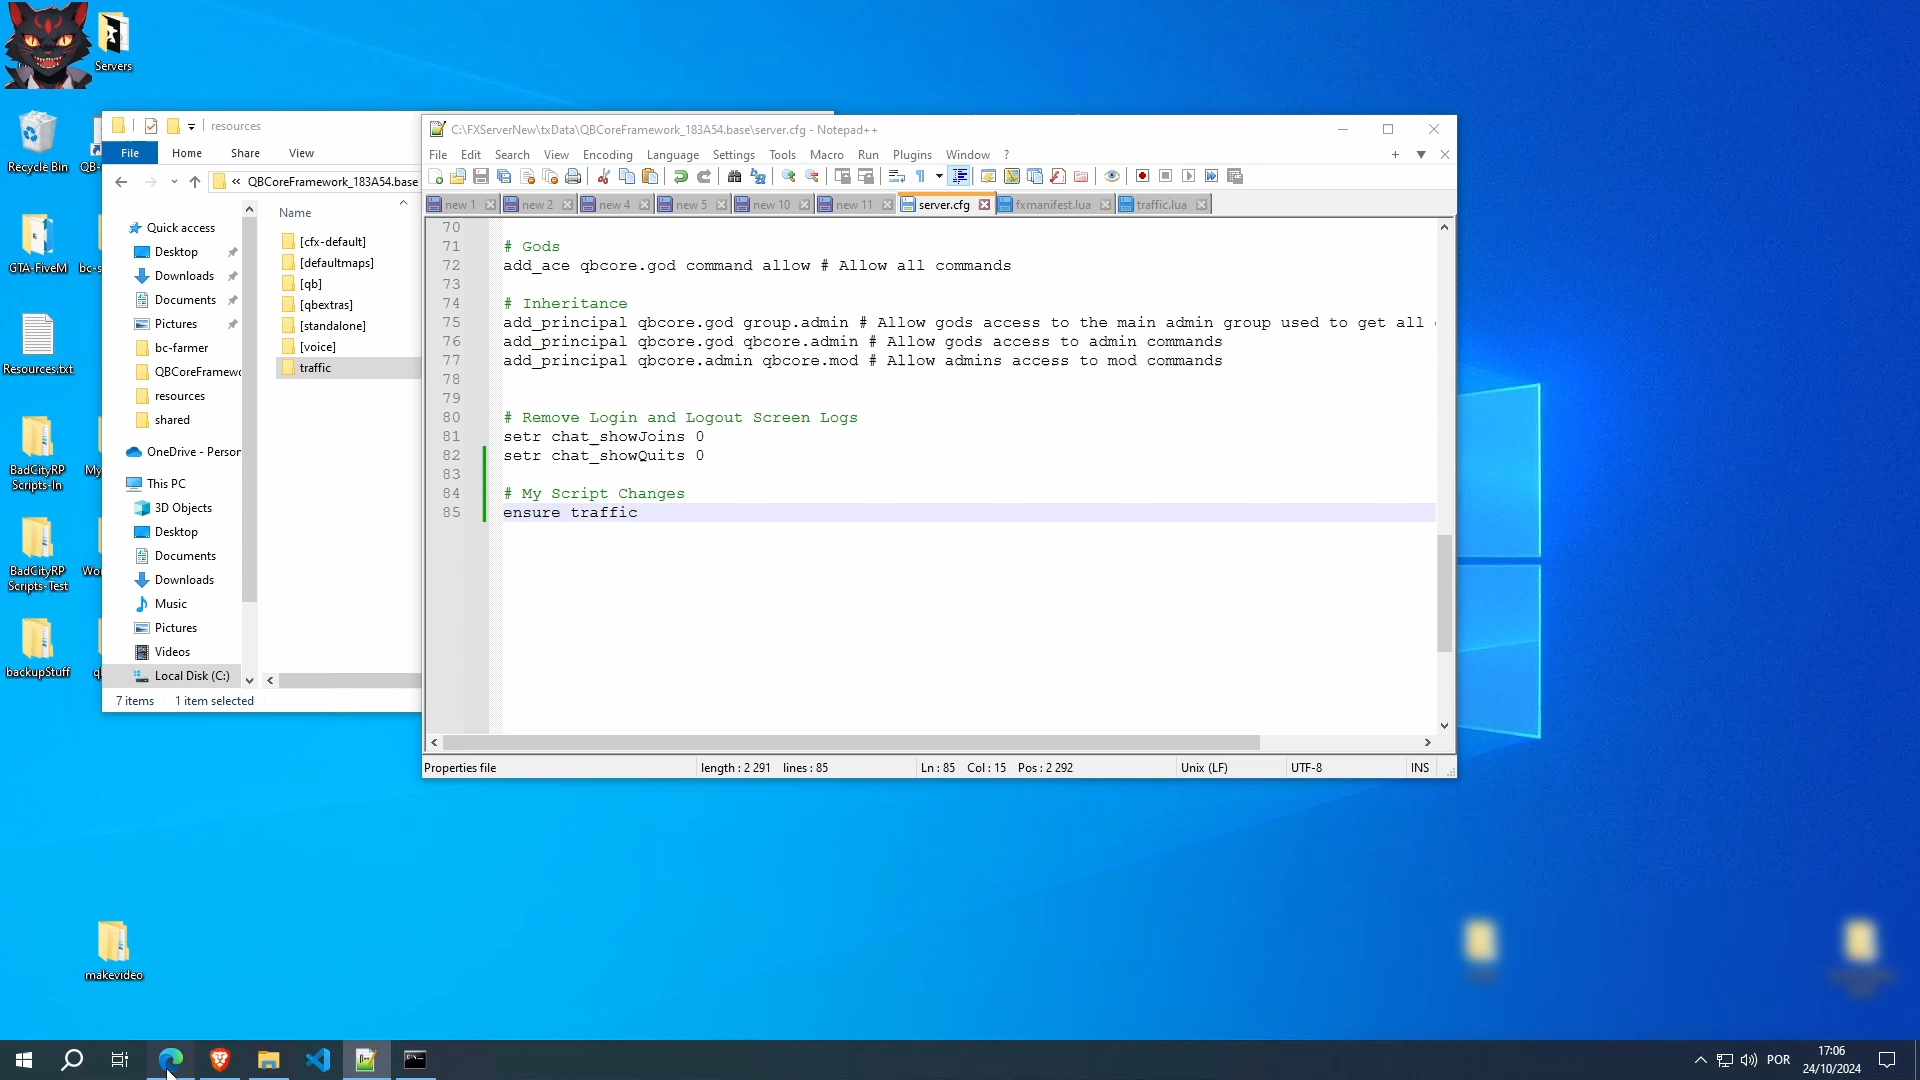 Servers
Recycle Bin
QB-
GTA-FiveM
bc-s
Resources.txt
BadCityRP
Scripts-In
My
BadCityRP
Scripts-Test
Wo
backupStuff
makevideo
resources
File
Home
Share
View
« QBCoreFramework_183A54.base
Quick access
Desktop
Downloads
Documents
Pictures
bc-farmer
QBCoreFramewo
resources
shared
OneDrive - Person
This PC
3D Objects
Desktop
Documents
Downloads
Music
Pictures
Videos
Local Disk (C:)
Name
[cfx-default]
[defaultmaps]
[qb]
[qbextras]
[standalone]
[voice]
traffic
7 items
1 item selected
C:\FXServerNew\txData\QBCoreFramework_183A54.base\server.cfg - Notepad++
File Edit Search View Encoding Language Settings Tools Macro Run Plugins Window ?
new 1 new 2 new 4 new 5 new 10 new 11 server.cfg fxmanifest.lua traffic.lua
70
71 # Gods
72 add_ace qbcore.god command allow # Allow all commands
73
74 # Inheritance
75 add_principal qbcore.god group.admin # Allow gods access to the main admin group used to get all
76 add_principal qbcore.god qbcore.admin # Allow gods access to admin commands
77 add_principal qbcore.admin qbcore.mod # Allow admins access to mod commands
78
79
80 # Remove Login and Logout Screen Logs
81 setr chat_showJoins 0
82 setr chat_showQuits 0
83
84 # My Script Changes
85 ensure traffic
Properties file
length : 2 291 lines : 85
Ln : 85 Col : 15 Pos : 2 292
Unix (LF)
UTF-8
INS
POR
17:06
24/10/2024